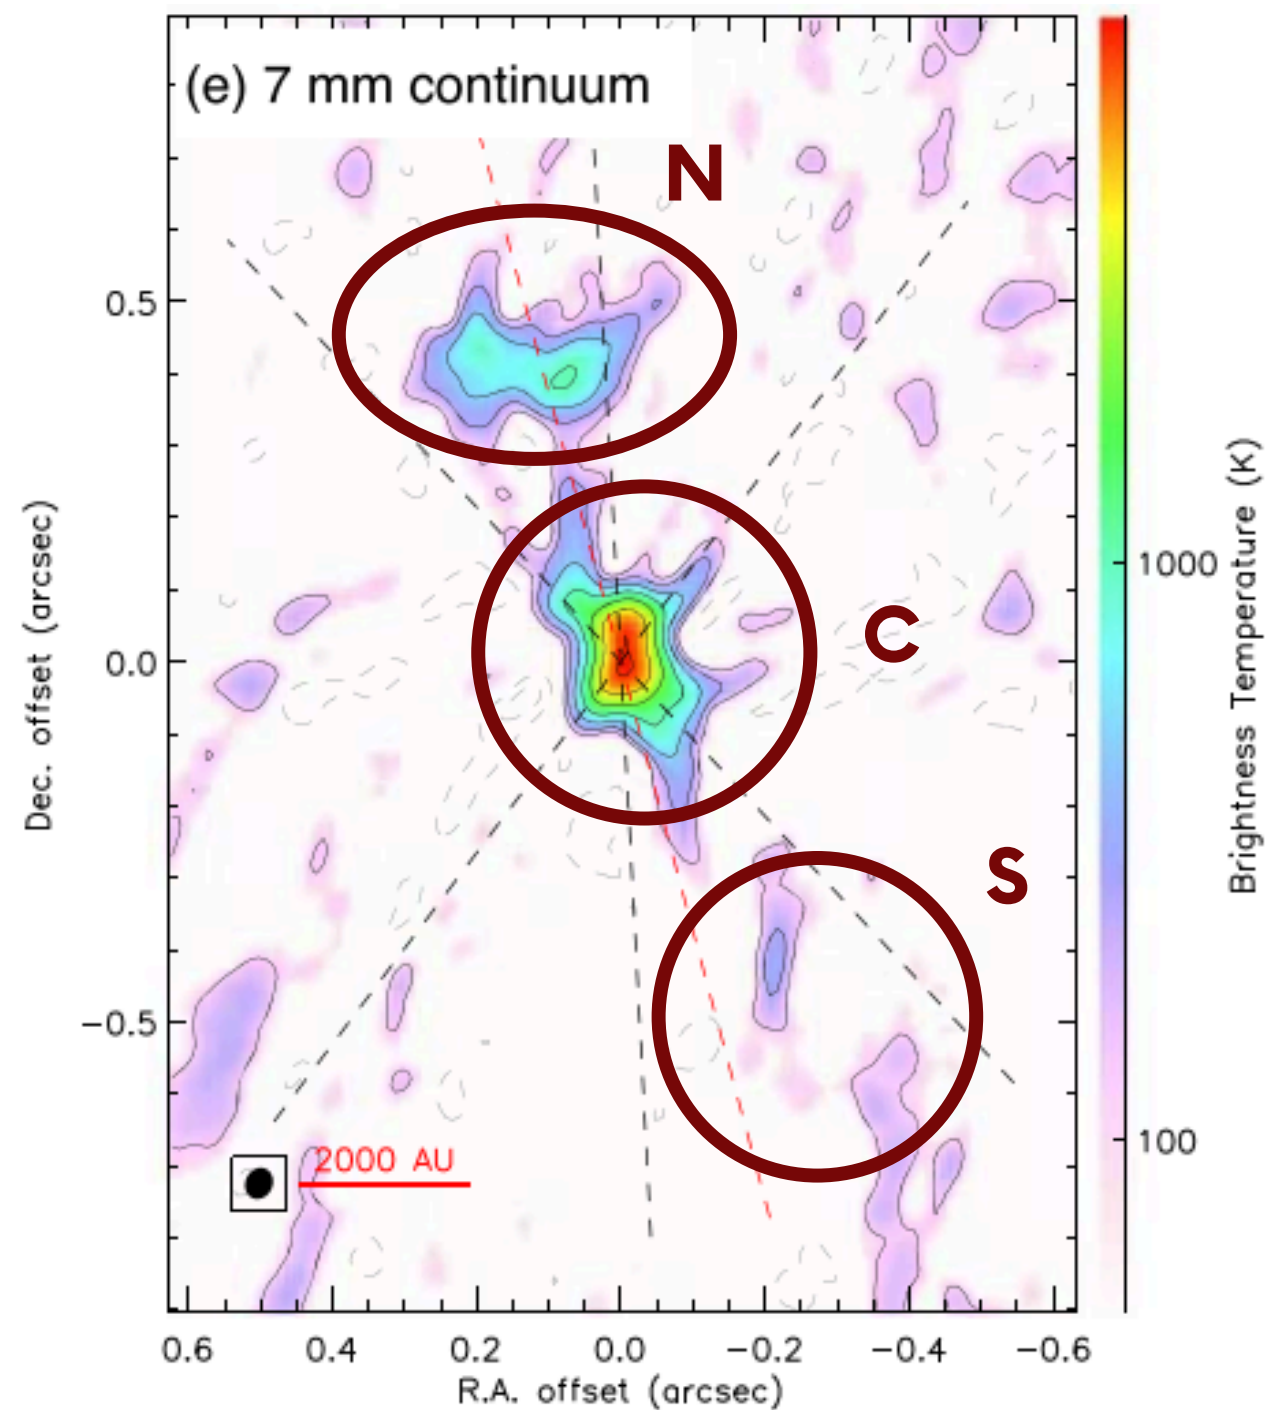 (e) 7 mm continuum
N
0.5
C
0.0
Dec. offset (arcsec)
1000
Brightness Temperature (K)
S
−0.5
100
2000 AU
0.6 0.4 0.2 0.0 −0.2 −0.4 −0.6
R.A. offset (arcsec)